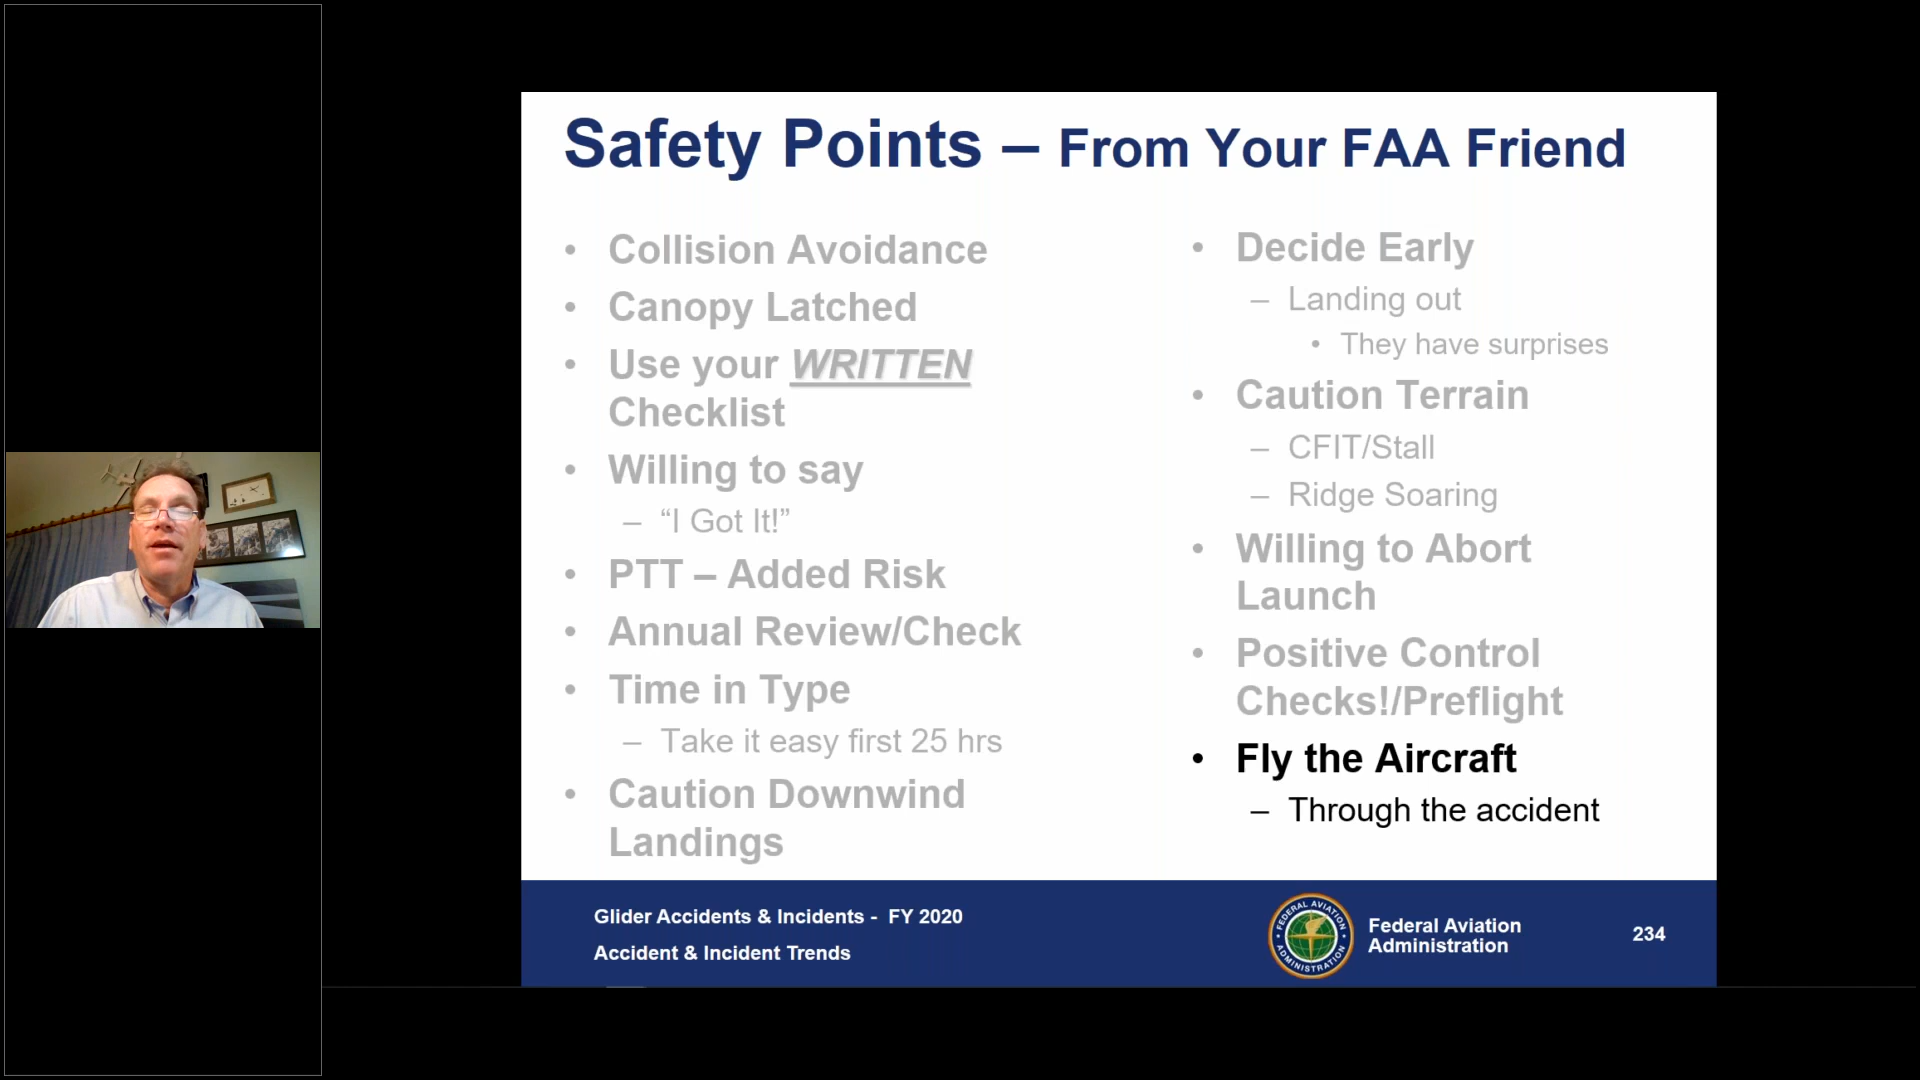 Safety Points – From Your FAA Friend
• Collision Avoidance
• Canopy Latched
• Use your WRITTEN
Checklist
• Willing to say
– “I Got It!”
• PTT – Added Risk
• Annual Review/Check
• Time in Type
– Take it easy first 25 hrs
• Caution Downwind
Landings
• Decide Early
– Landing out
• They have surprises
• Caution Terrain
– CFIT/Stall
– Ridge Soaring
• Willing to Abort
Launch
• Positive Control
Checks!/Preflight
• Fly the Aircraft
– Through the accident
Glider Accidents & Incidents - FY 2020
Accident & Incident Trends
FEDERAL AVIATION
ADMINISTRATION
Federal Aviation
Administration
234